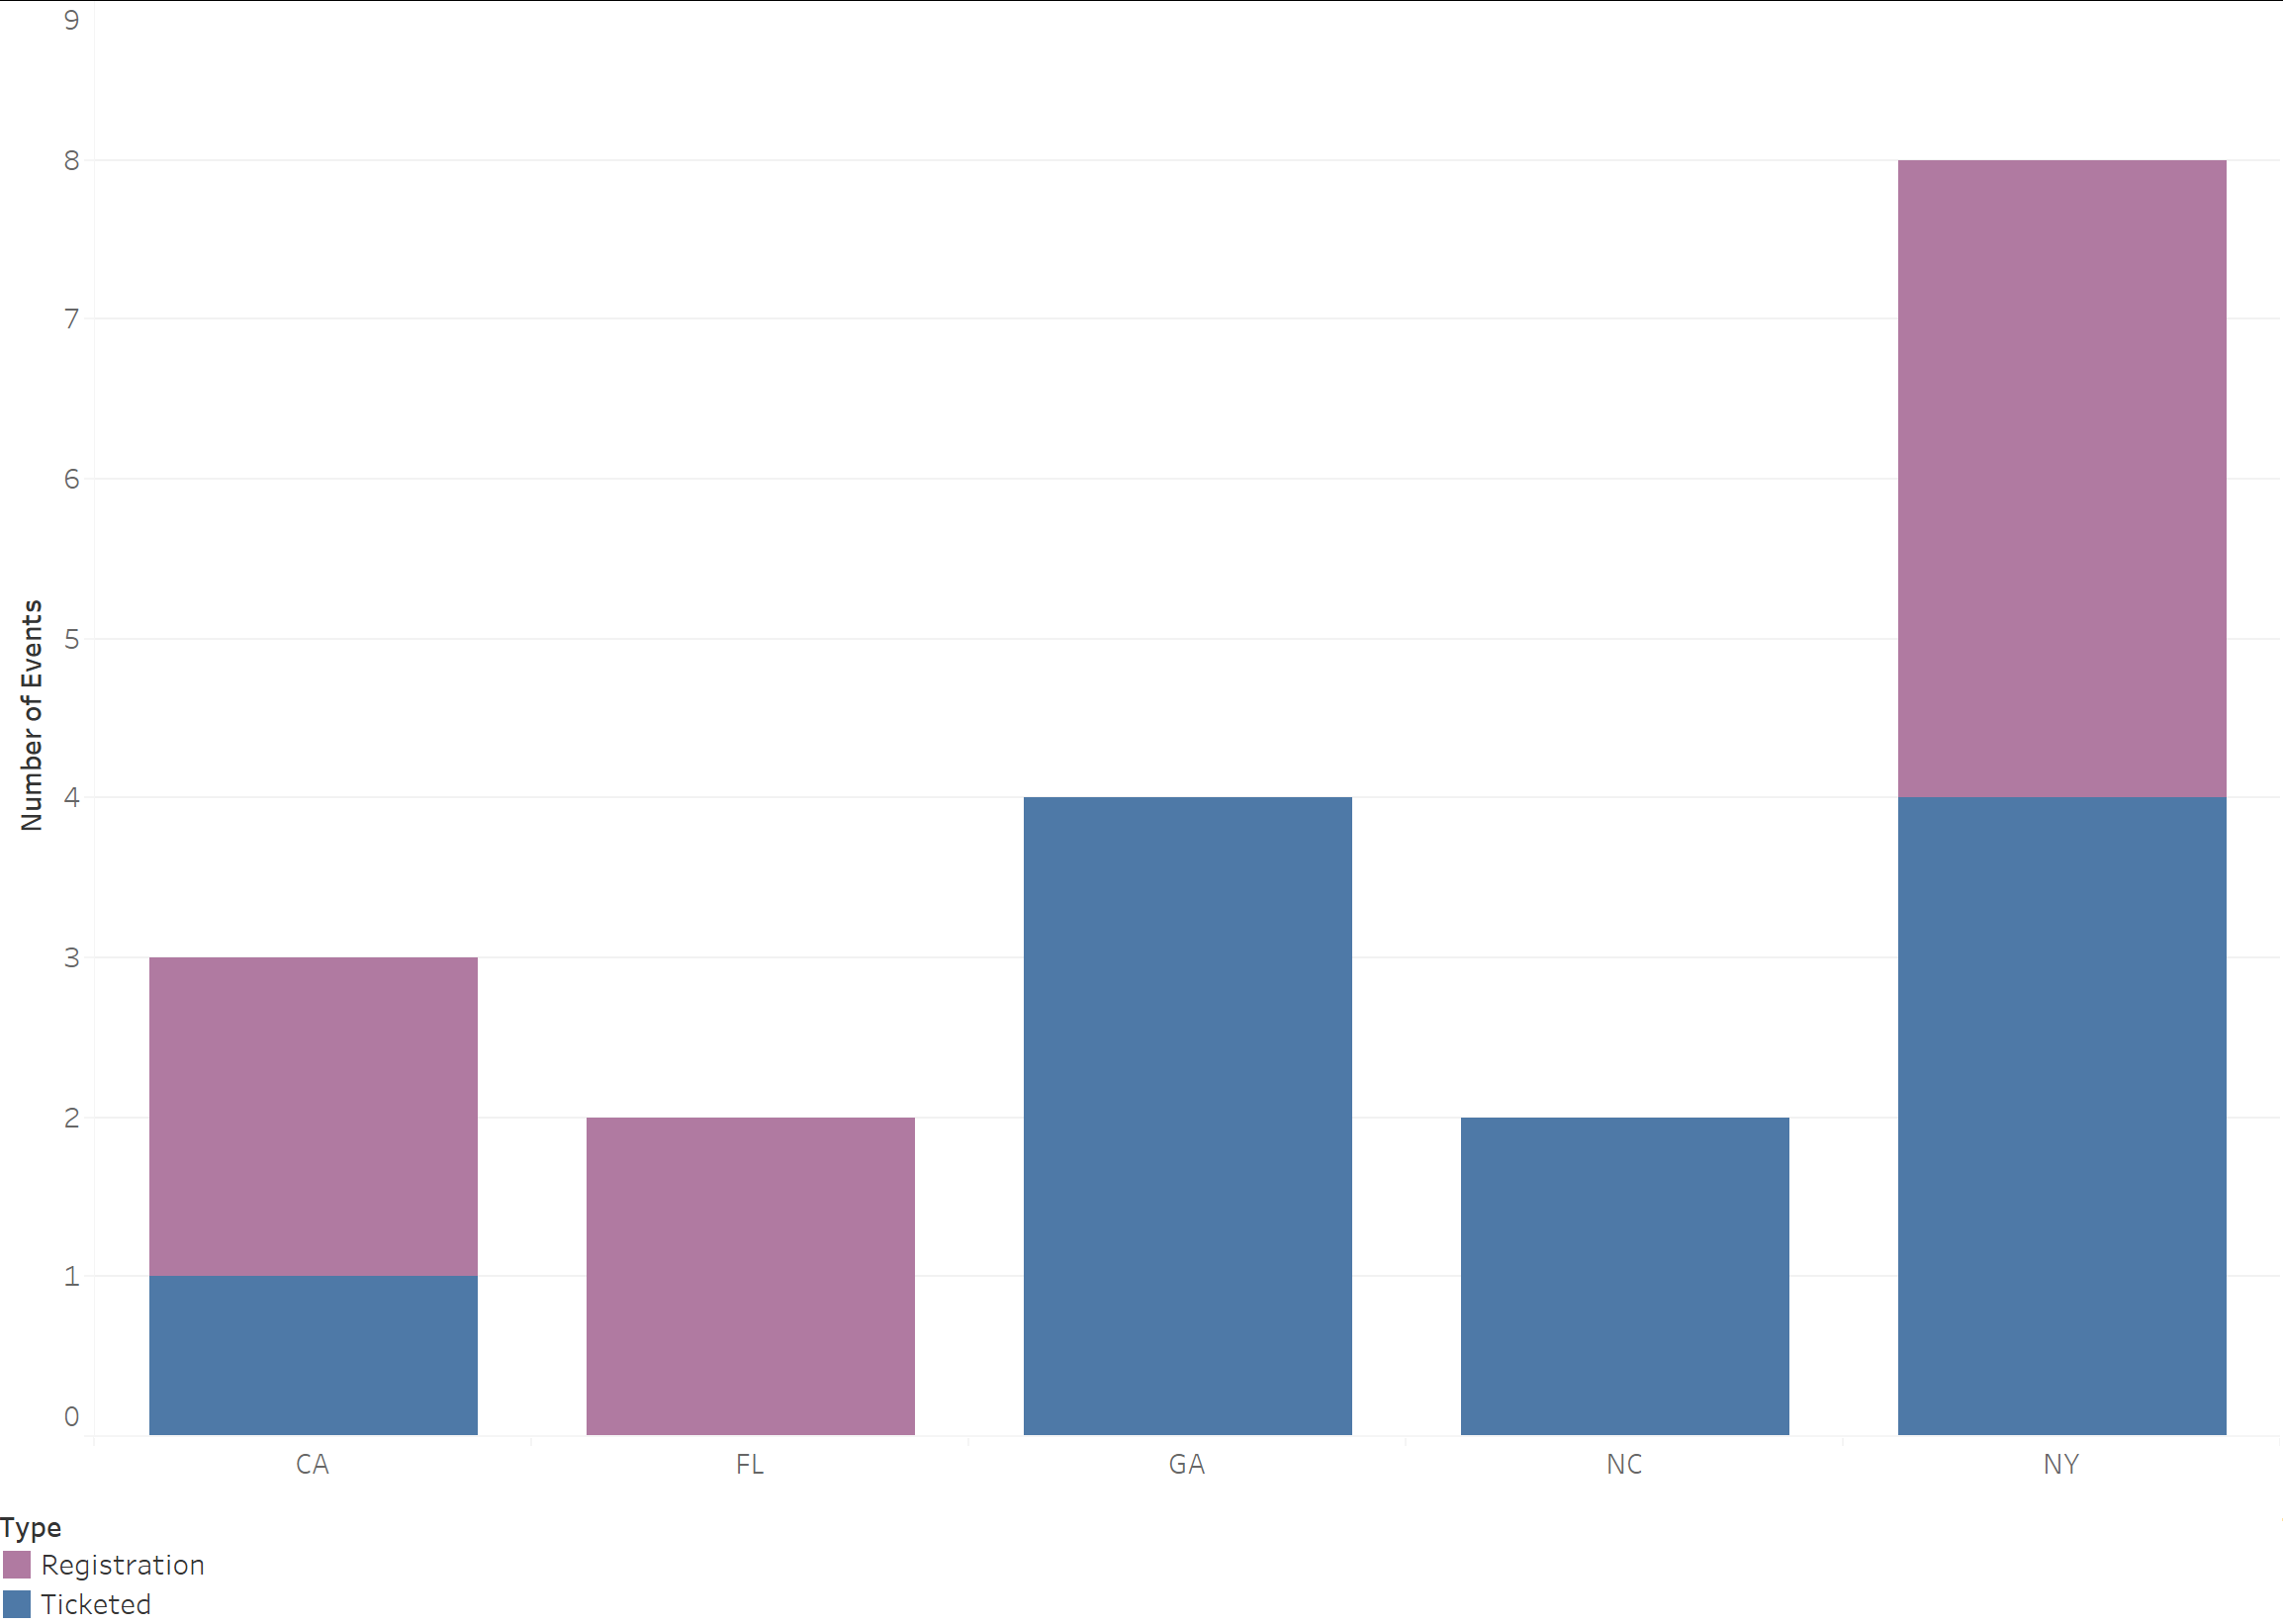 9
8
7
6
5
4
3
2
1
0
Number of Events
CA FL GA NC NY
Type
Registration
Ticketed